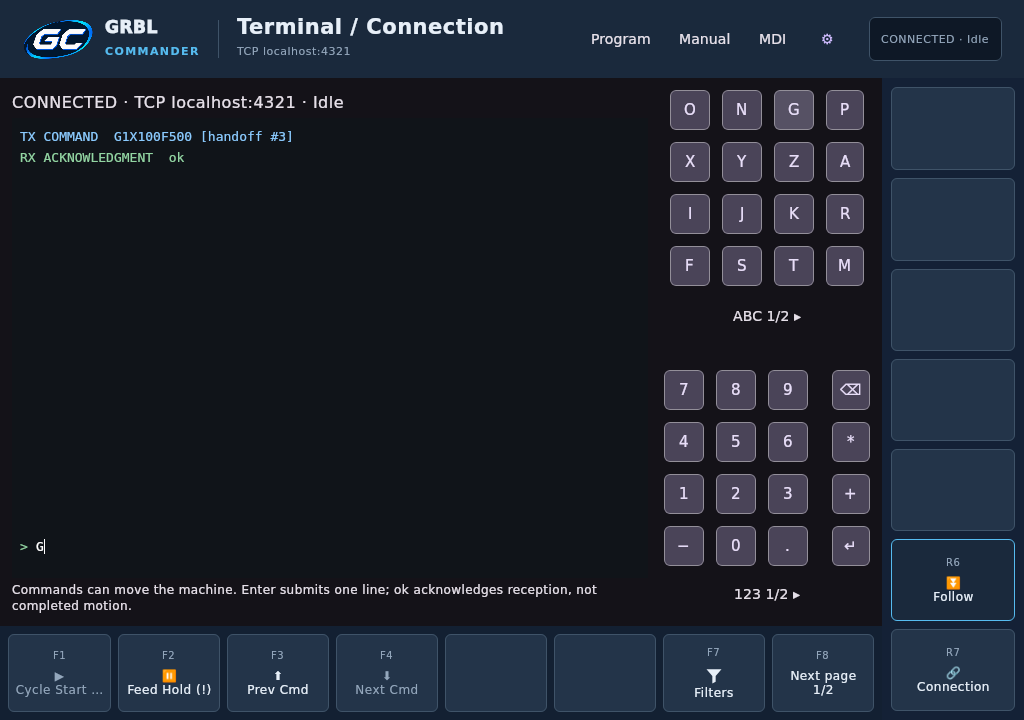 GC
GRBL
COMMANDER
Terminal / Connection
TCP localhost:4321
Program
Manual
MDI
⚙
CONNECTED · Idle
CONNECTED · TCP localhost:4321 · Idle
TX COMMAND  G1X100F500 [handoff #3]
RX ACKNOWLEDGMENT  ok
> G
Commands can move the machine. Enter submits one line; ok acknowledges reception, not
completed motion.
O N G P
X Y Z A
I J K R
F S T M
ABC 1/2 ▸
7 8 9 ⌫
4 5 6 *
1 2 3 +
− 0 . ↵
123 1/2 ▸
R6
⏬
Follow
R7
🔗
Connection
F1
▶
Cycle Start ...
F2
⏸
Feed Hold (!)
F3
⬆
Prev Cmd
F4
⬇
Next Cmd
F7
Filters
F8
Next page
1/2